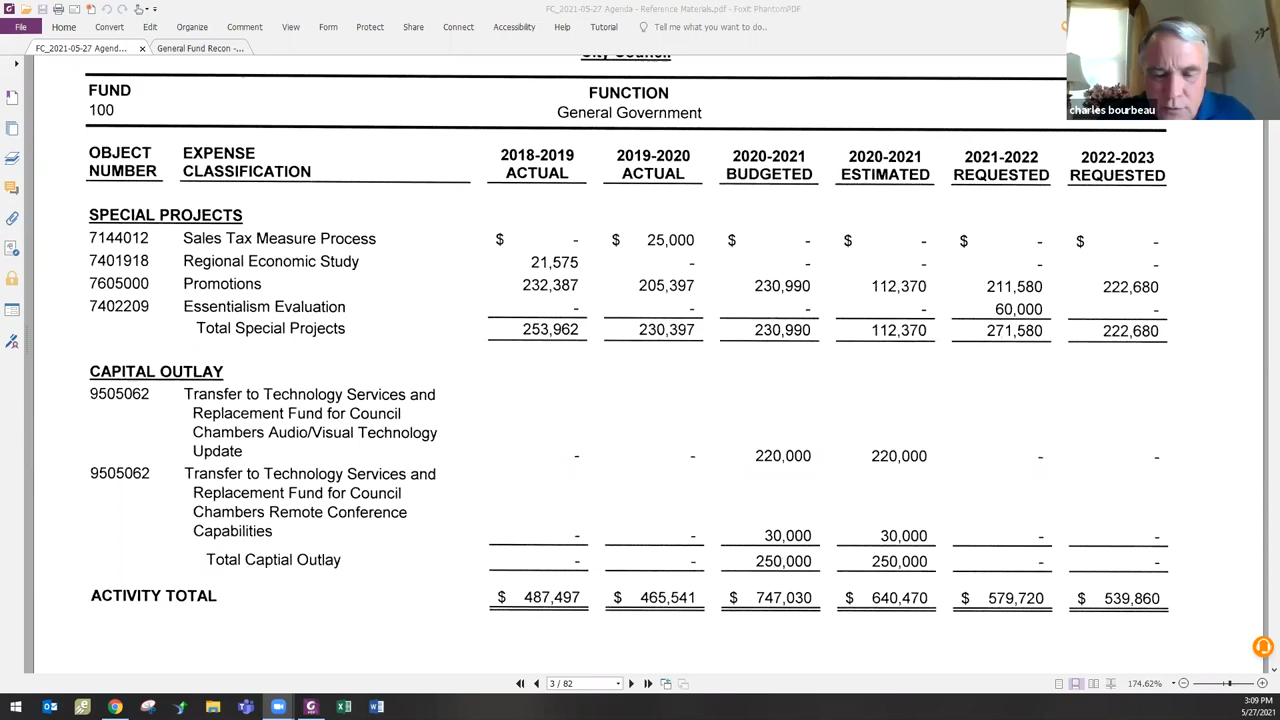 FC_2021-05-27 Agenda - Reference Materials.pdf - Foxit PhantomPDF
File Home Convert Edit Organize Comment View Form Protect Share Connect Accessibility Help Tutorial Tell me what you want to do..
FC_2021-05-27 Agend... × General Fund Recon -...
City Council
charles bourbeau
FUND FUNCTION
100 General Government
OBJECT EXPENSE 2018-2019 2019-2020 2020-2021 2020-2021 2021-2022 2022-2023
NUMBER CLASSIFICATION ACTUAL ACTUAL BUDGETED ESTIMATED REQUESTED REQUESTED
SPECIAL PROJECTS
7144012 Sales Tax Measure Process $ - $ 25,000 $ - $ - $ - $ -
7401918 Regional Economic Study 21,575 - - - - -
7605000 Promotions 232,387 205,397 230,990 112,370 211,580 222,680
7402209 Essentialism Evaluation - - - - 60,000 -
Total Special Projects 253,962 230,397 230,990 112,370 271,580 222,680
CAPITAL OUTLAY
9505062 Transfer to Technology Services and
Replacement Fund for Council
Chambers Audio/Visual Technology
Update - - 220,000 220,000 - -
9505062 Transfer to Technology Services and
Replacement Fund for Council
Chambers Remote Conference
Capabilities - - 30,000 30,000 - -
Total Captial Outlay - - 250,000 250,000 - -
ACTIVITY TOTAL $ 487,497 $ 465,541 $ 747,030 $ 640,470 $ 579,720 $ 539,860
3 / 82 174.62%
3:09 PM
5/27/2021